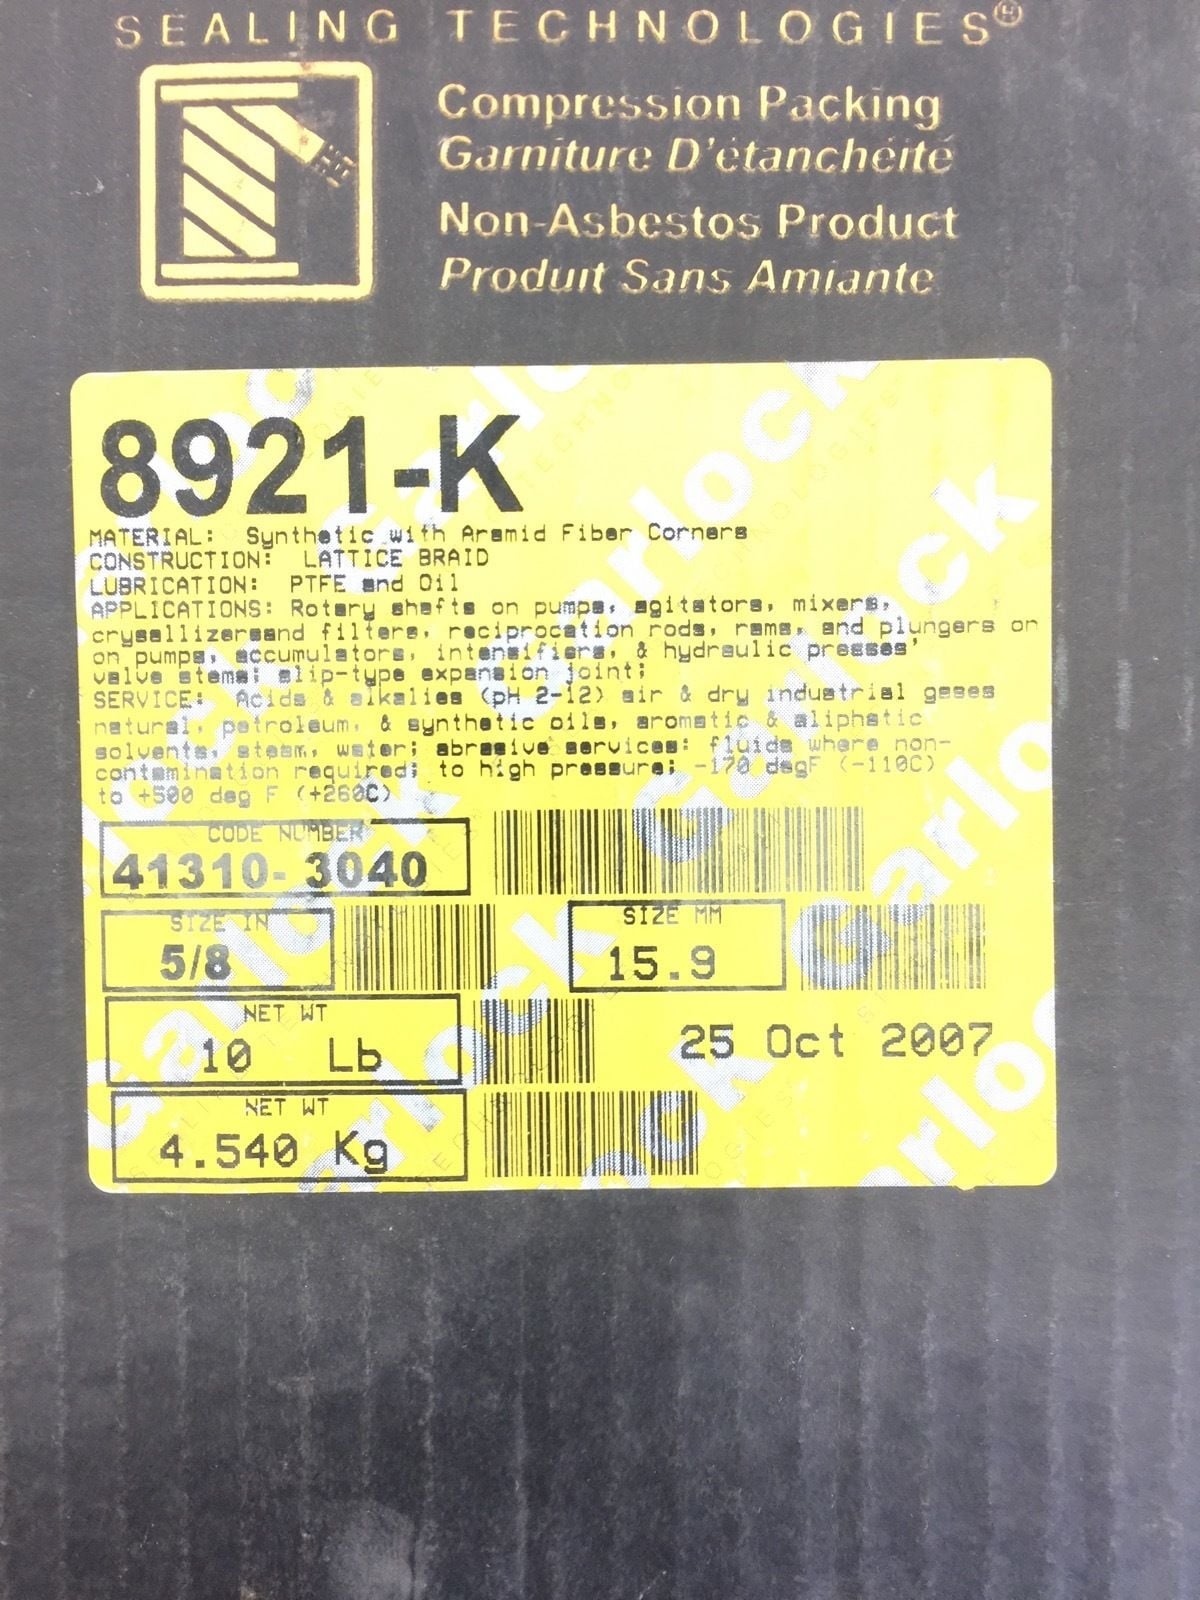 SEALING TECHNOLOGIES®
Compression Packing
Garniture D'étanchéité
Non-Asbestos Product
Produit Sans Amiante
8921-K
MATERIAL: Synthetic with Aramid Fiber Corners
CONSTRUCTION: LATTICE BRAID
LUBRICATION: PTFE and Oil
APPLICATIONS: Rotary shafts on pumps, agitators, mixers,
crysallizersand filters, reciprocation rods, rams, and plungers on
on pumps, accumulators, intensifiers, & hydraulic presses'
valve stems; slip-type expansion joint;
SERVICE: Acids & alkalies (pH 2-12) air & dry industrial gases
natural, petroleum, & synthetic oils, aromatic & aliphatic
solvents, steam, water; abrasive services: fluids where non-
contamination required; to high pressure; -170 degF (-110C)
to +500 deg F (+260C)
CODE NUMBER
41310-3040
SIZE IN
5/8
SIZE MM
15.9
NET WT
10 Lb
25 Oct 2007
NET WT
4.540 Kg